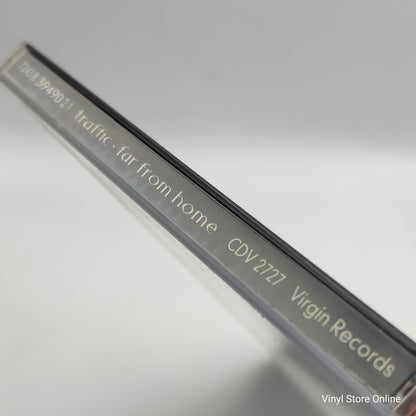 7243 8 39490 2 1 traffic · far from home CDV 2727 Virgin Records
Vinyl Store Online